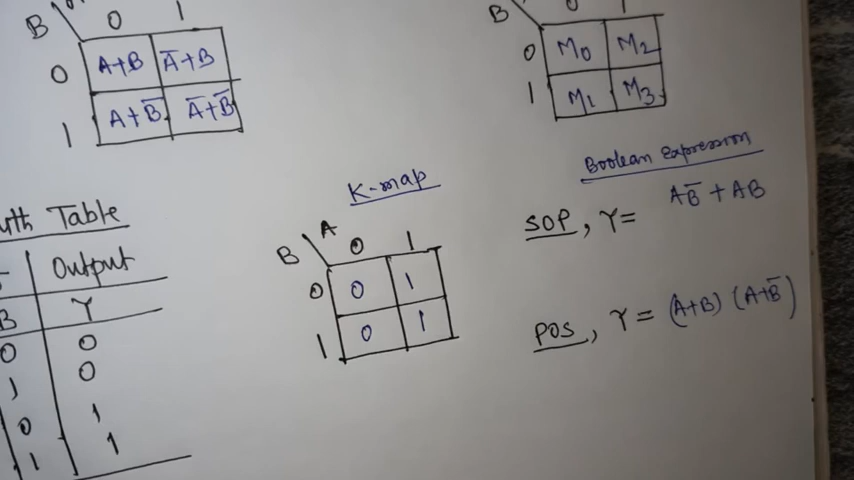 B 0 1
0 A+B A̅+B
1 A+B̅ A̅+B̅
B 0 1
0 M0 M2
1 M1 M3
K-map
B A 0 1
0 0 1
1 0 1
Boolean expression
SOP, Y = AB̅ + AB
POS, Y = (A+B) (A+B̅)
Table
Output
B Y
0 0
1 0
0 1
1 1